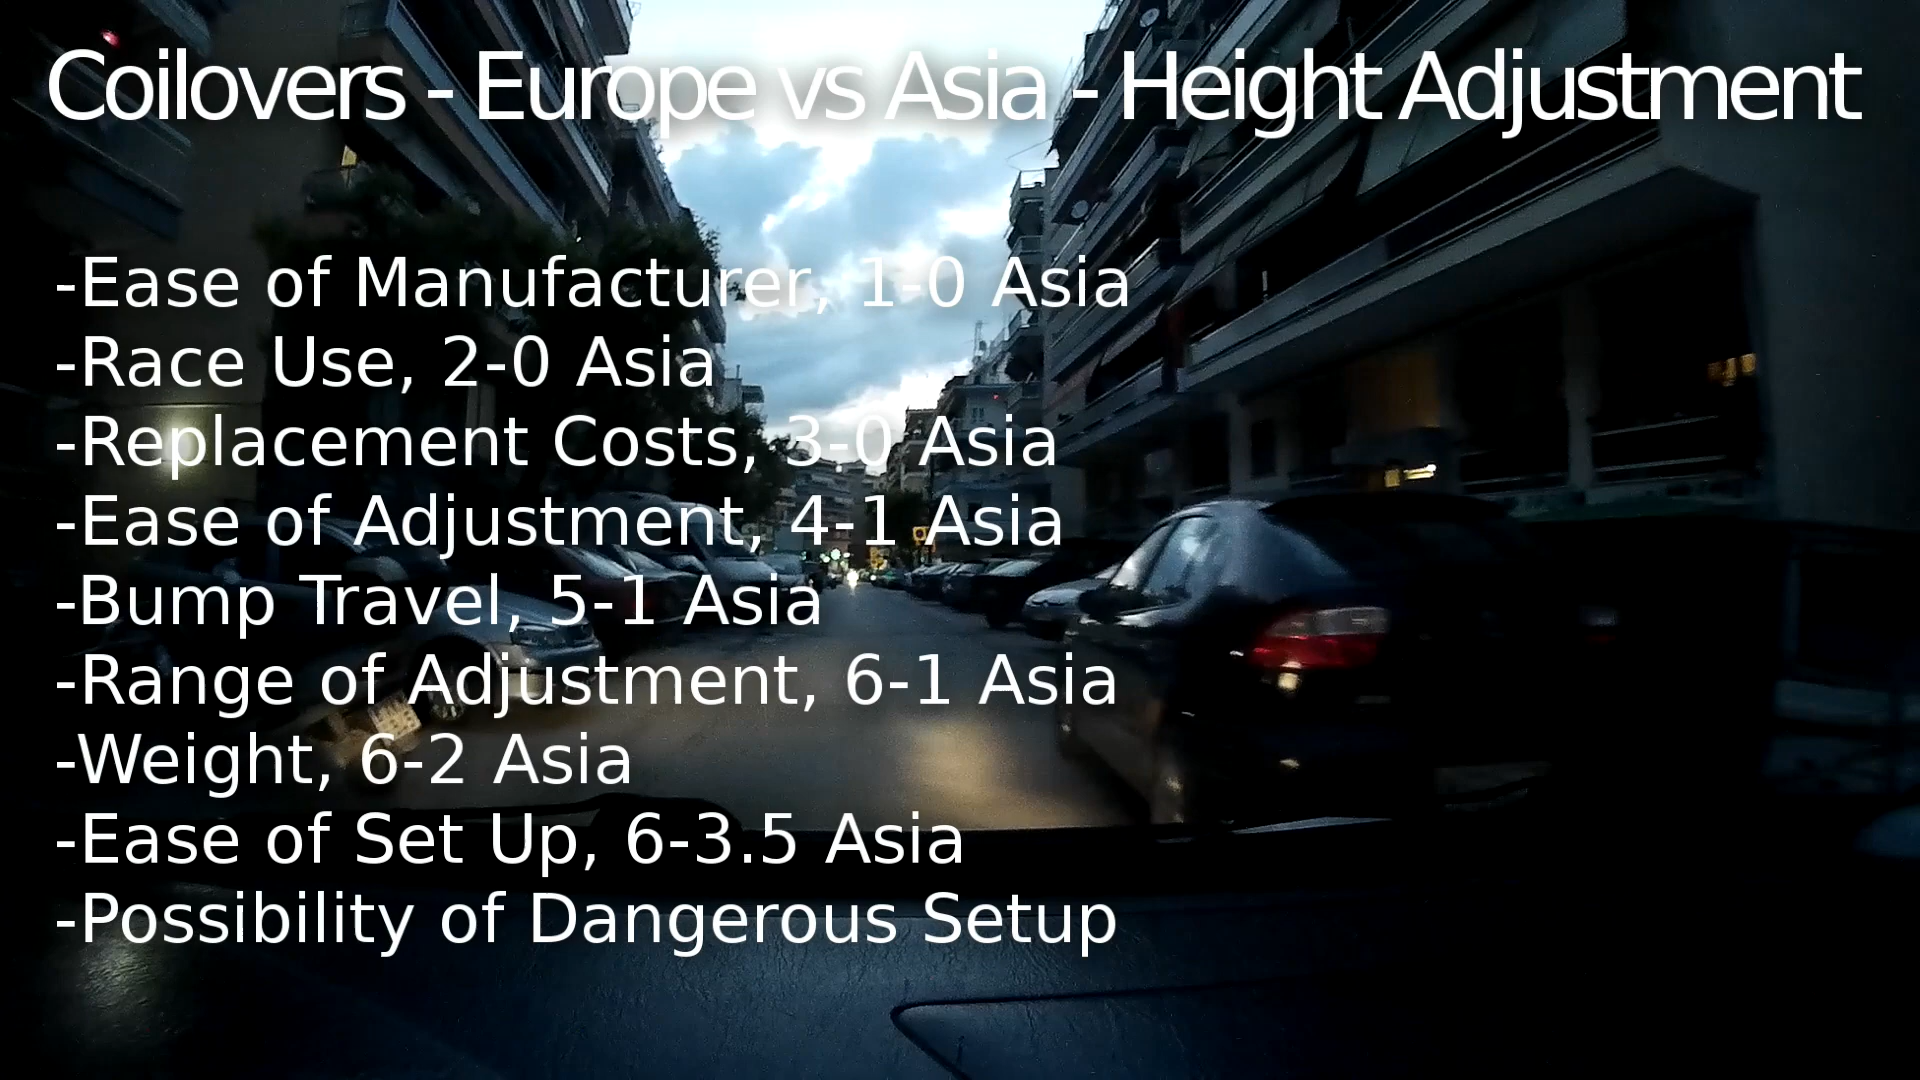 Coilovers - Europe vs Asia - Height Adjustment
-Ease of Manufacturer, 1-0 Asia
-Race Use, 2-0 Asia
-Replacement Costs, 3-0 Asia
-Ease of Adjustment, 4-1 Asia
-Bump Travel, 5-1 Asia
-Range of Adjustment, 6-1 Asia
-Weight, 6-2 Asia
-Ease of Set Up, 6-3.5 Asia
-Possibility of Dangerous Setup